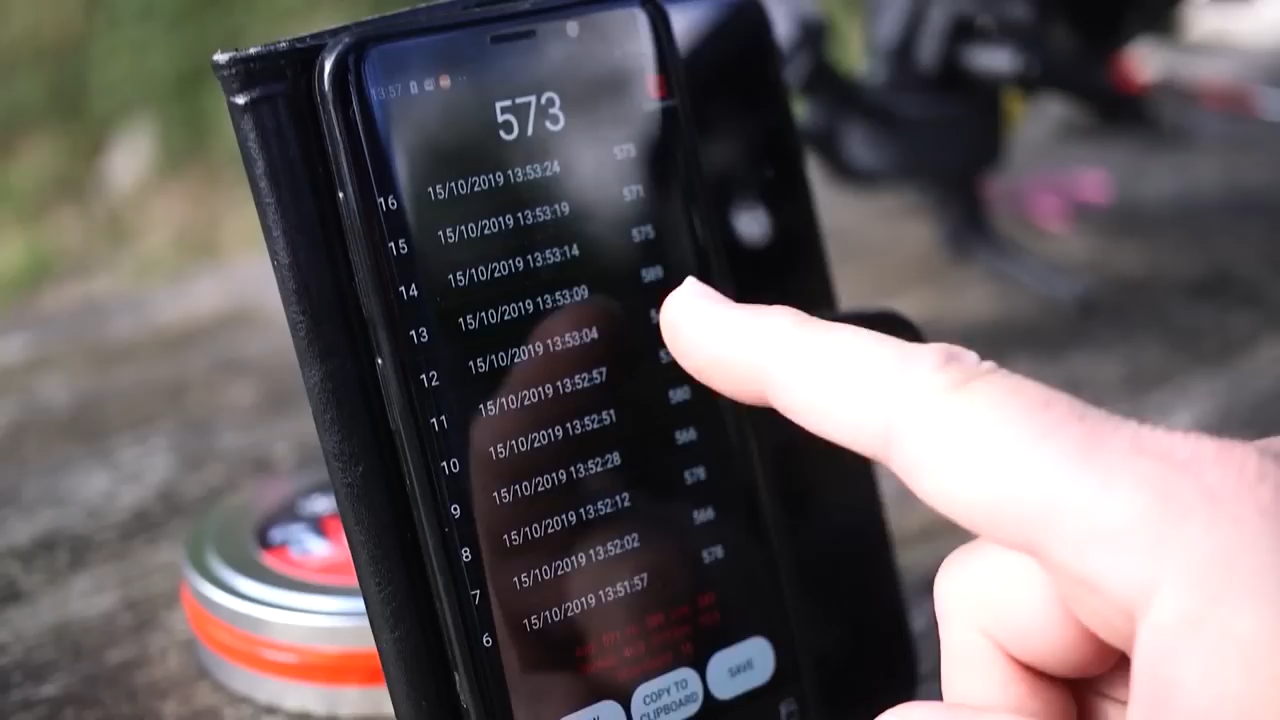 13:57
573
16 15/10/2019 13:53:24 573
15 15/10/2019 13:53:19 571
14 15/10/2019 13:53:14 575
13 15/10/2019 13:53:09 589
12 15/10/2019 13:53:04
11 15/10/2019 13:52:57
10 15/10/2019 13:52:51 580
9 15/10/2019 13:52:28 566
8 15/10/2019 13:52:12 578
7 15/10/2019 13:52:02 566
6 15/10/2019 13:51:57 578
COPY TO
CLIPBOARD
SAVE